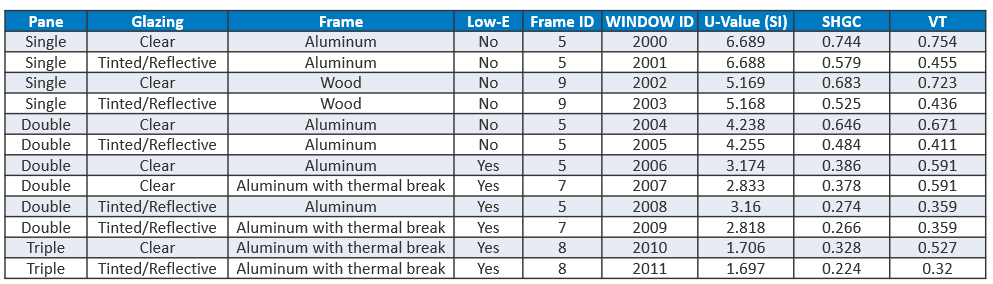 Pane Glazing Frame Low-E Frame ID WINDOW ID U-Value (SI) SHGC VT
Single Clear Aluminum No 5 2000 6.689 0.744 0.754
Single Tinted/Reflective Aluminum No 5 2001 6.688 0.579 0.455
Single Clear Wood No 9 2002 5.169 0.683 0.723
Single Tinted/Reflective Wood No 9 2003 5.168 0.525 0.436
Double Clear Aluminum No 5 2004 4.238 0.646 0.671
Double Tinted/Reflective Aluminum No 5 2005 4.255 0.484 0.411
Double Clear Aluminum Yes 5 2006 3.174 0.386 0.591
Double Clear Aluminum with thermal break Yes 7 2007 2.833 0.378 0.591
Double Tinted/Reflective Aluminum Yes 5 2008 3.16 0.274 0.359
Double Tinted/Reflective Aluminum with thermal break Yes 7 2009 2.818 0.266 0.359
Triple Clear Aluminum with thermal break Yes 8 2010 1.706 0.328 0.527
Triple Tinted/Reflective Aluminum with thermal break Yes 8 2011 1.697 0.224 0.32